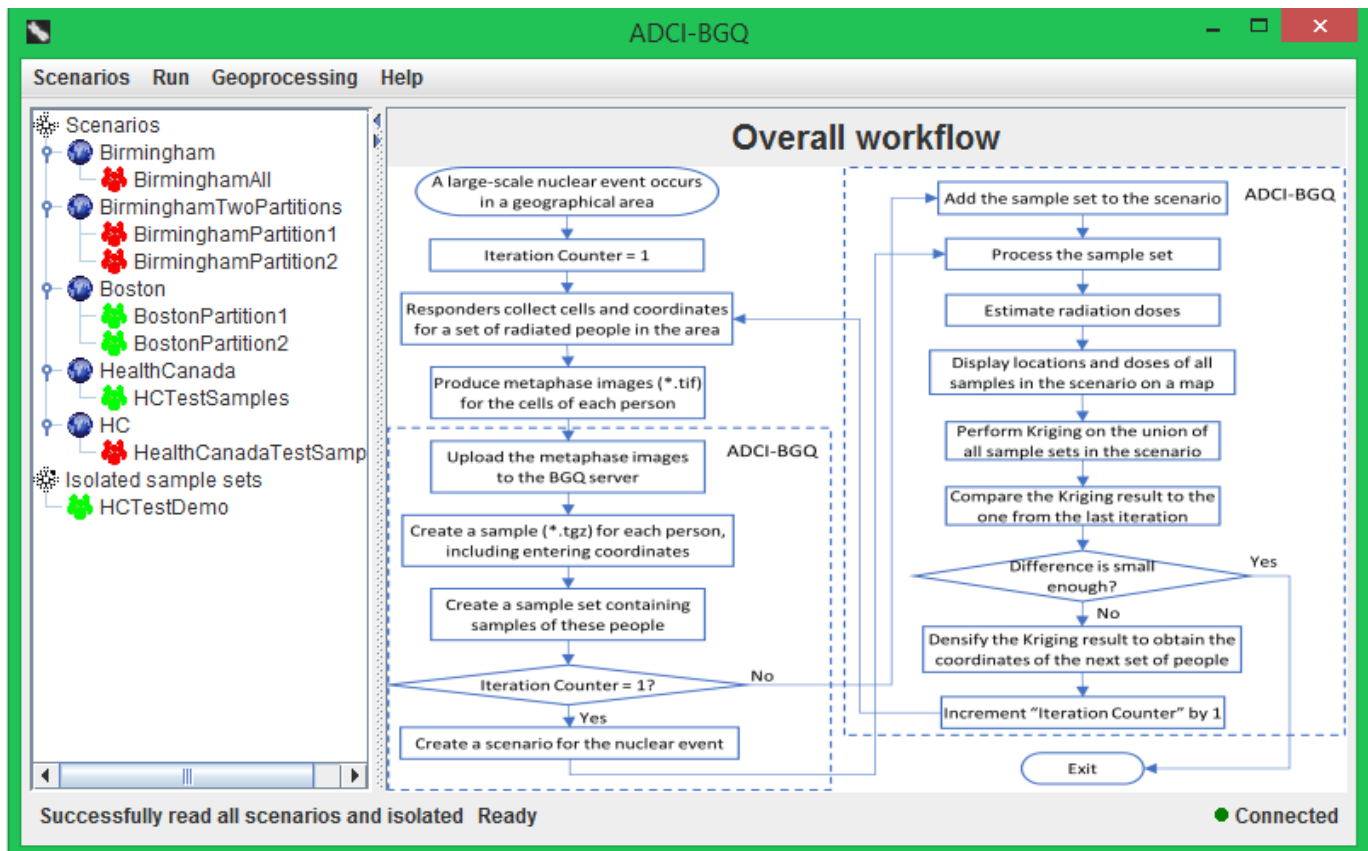 ADCI-BGQ
Scenarios Run Geoprocessing Help
Scenarios
Birmingham
BirminghamAll
BirminghamTwoPartitions
BirminghamPartition1
BirminghamPartition2
Boston
BostonPartition1
BostonPartition2
HealthCanada
HCTestSamples
HC
HealthCanadaTestSamp
Isolated sample sets
HCTestDemo
Overall workflow
A large-scale nuclear event occurs
in a geographical area
Iteration Counter = 1
Responders collect cells and coordinates
for a set of radiated people in the area
Produce metaphase images (*.tif)
for the cells of each person
ADCI-BGQ
Upload the metaphase images
to the BGQ server
Create a sample (*.tgz) for each person,
including entering coordinates
Create a sample set containing
samples of these people
Iteration Counter = 1?
No
Yes
Create a scenario for the nuclear event
ADCI-BGQ
Add the sample set to the scenario
Process the sample set
Estimate radiation doses
Display locations and doses of all
samples in the scenario on a map
Perform Kriging on the union of
all sample sets in the scenario
Compare the Kriging result to the
one from the last iteration
Difference is small
enough?
Yes
No
Densify the Kriging result to obtain the
coordinates of the next set of people
Increment "Iteration Counter" by 1
Exit
Successfully read all scenarios and isolated Ready
Connected